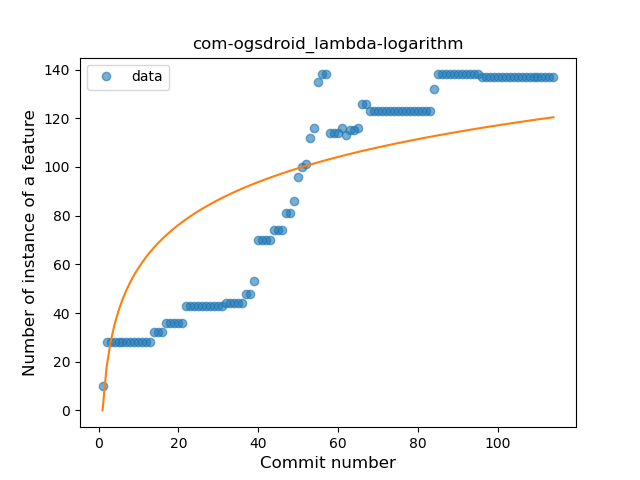 com-ogsdroid_lambda-logarithm
data
Number of instance of a feature
140
120
100
80
60
40
20
0
0 20 40 60 80 100
Commit number